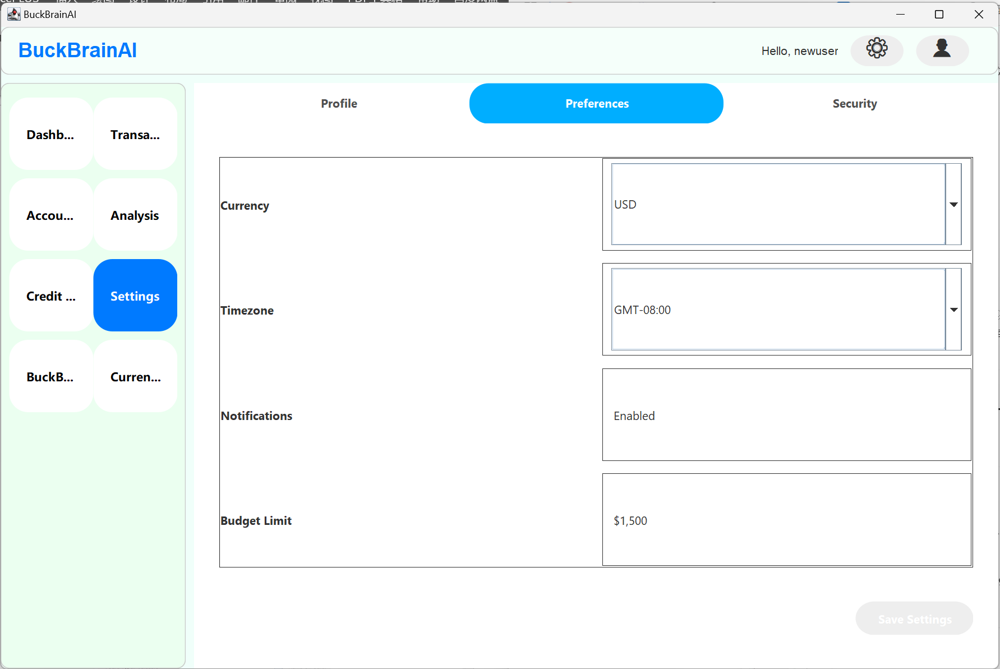 BuckBrainAI
BuckBrainAI
Hello, newuser
Profile
Preferences
Security
Dashb...
Transa...
Accou...
Analysis
Credit ...
Settings
BuckB...
Curren...
Currency
USD
Timezone
GMT-08:00
Notifications
Enabled
Budget Limit
$1,500
Save Settings